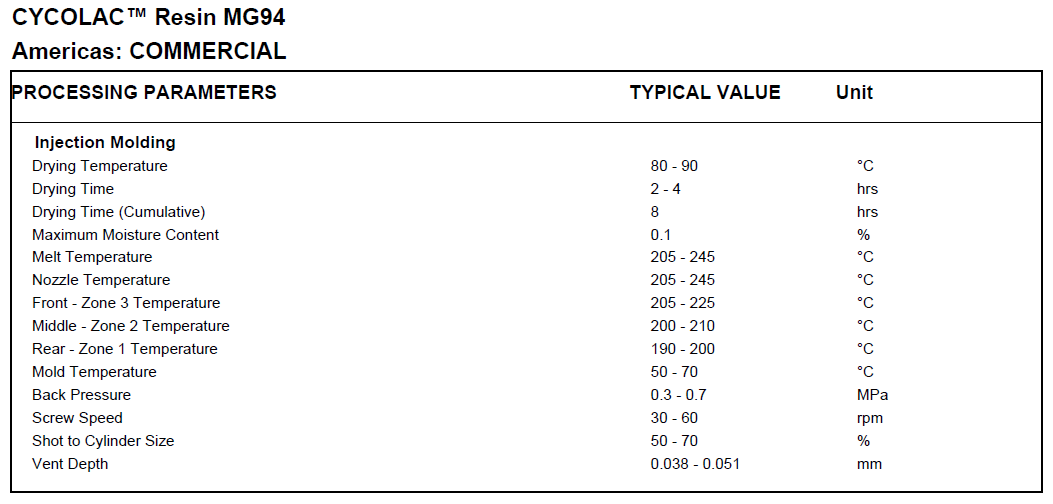 CYCOLAC™ Resin MG94
Americas: COMMERCIAL
PROCESSING PARAMETERS TYPICAL VALUE Unit
Injection Molding
Drying Temperature 80 - 90 °C
Drying Time 2 - 4 hrs
Drying Time (Cumulative) 8 hrs
Maximum Moisture Content 0.1 %
Melt Temperature 205 - 245 °C
Nozzle Temperature 205 - 245 °C
Front - Zone 3 Temperature 205 - 225 °C
Middle - Zone 2 Temperature 200 - 210 °C
Rear - Zone 1 Temperature 190 - 200 °C
Mold Temperature 50 - 70 °C
Back Pressure 0.3 - 0.7 MPa
Screw Speed 30 - 60 rpm
Shot to Cylinder Size 50 - 70 %
Vent Depth 0.038 - 0.051 mm